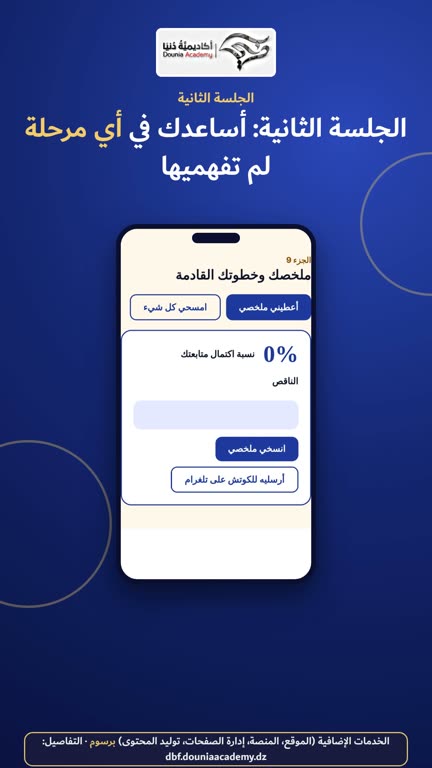 أكاديميّة دُنيَا
Dounia Academy
الجلسة الثانية
الجلسة الثانية: أساعدك في أي مرحلة
لم تفهميها
الجزء 9
ملخصك وخطوتك القادمة
أعطيني ملخصي
امسحي كل شيء
0% نسبة اكتمال متابعتك
الناقص
انسخي ملخصي
أرسليه للكوتش على تلغرام
الخدمات الإضافية (الموقع، المنصة، إدارة الصفحات، توليد المحتوى) برسوم · التفاصيل:
dbf.douniaacademy.dz